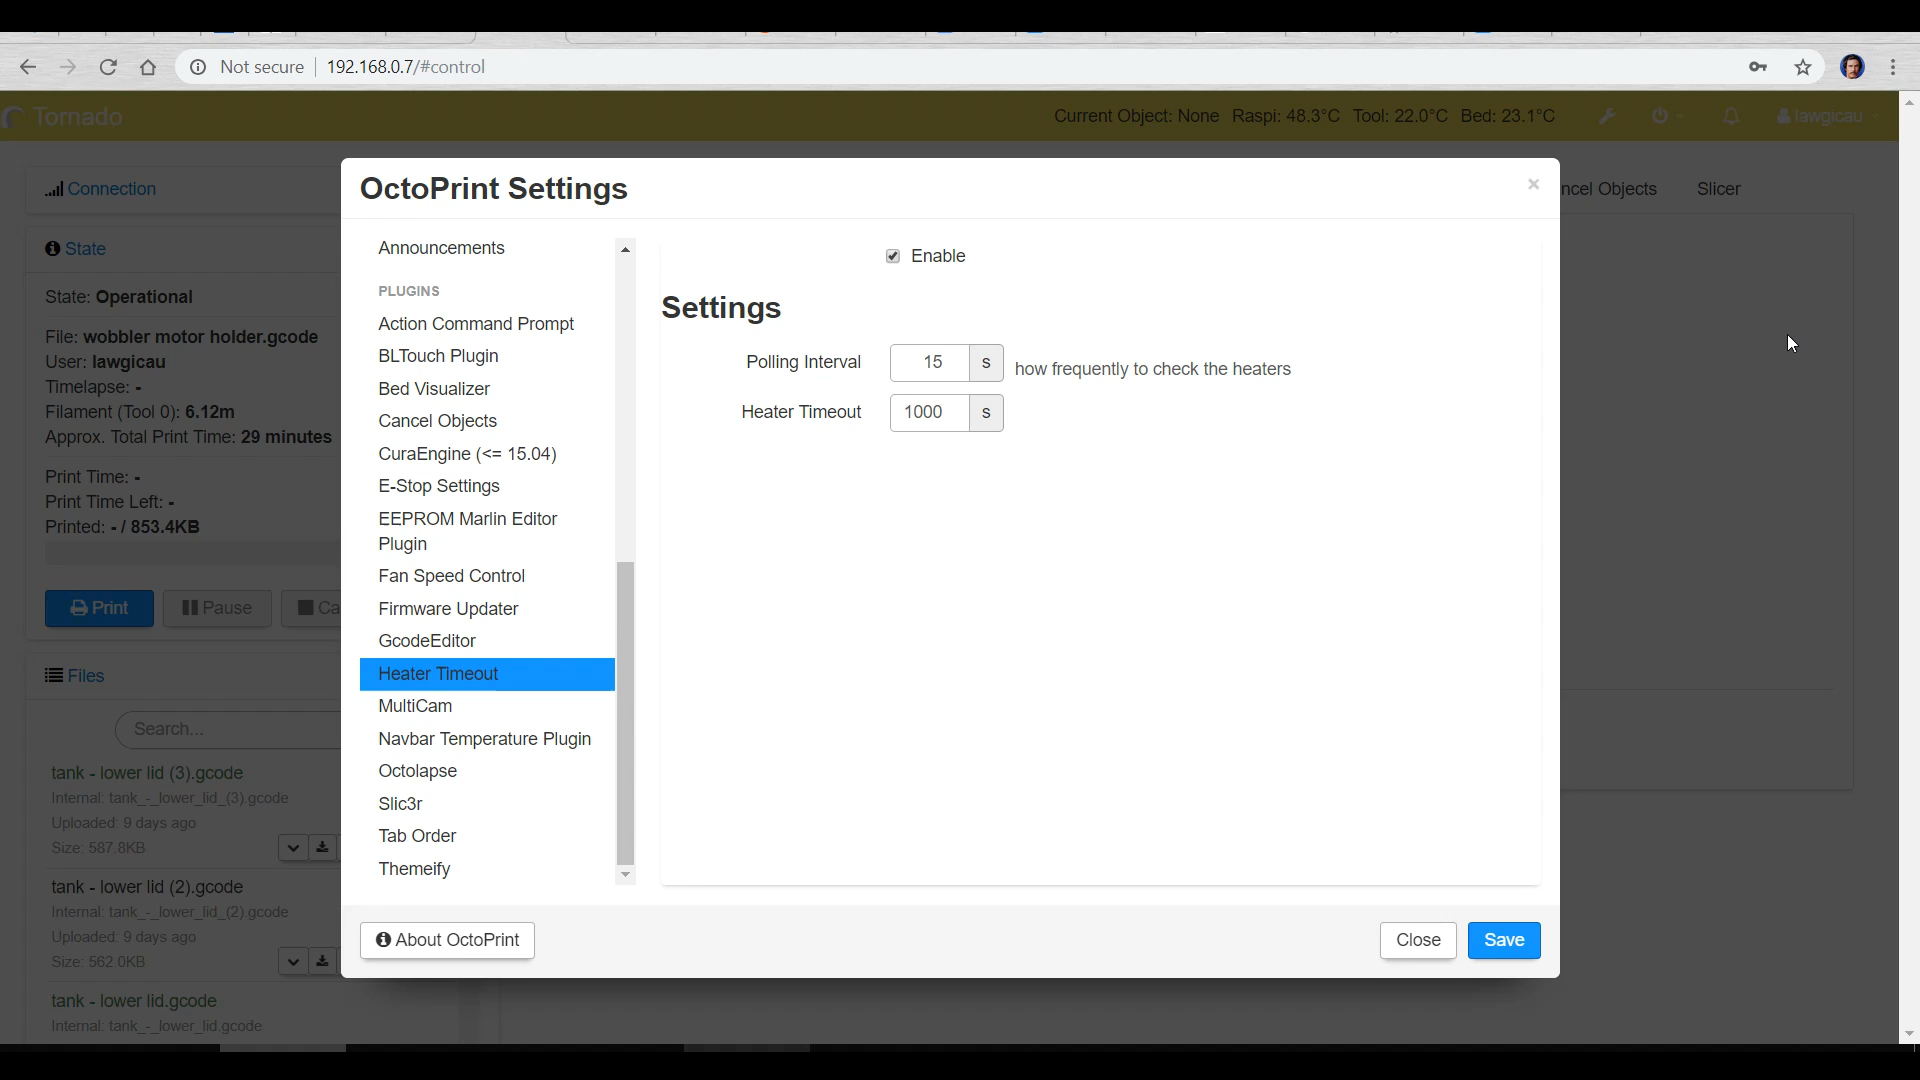 Not secure 192.168.0.7/#control
Tornado
Current Object: None Raspi: 48.3°C Tool: 22.0°C Bed: 23.1°C
lawgicau
Connection
ncel Objects
Slicer
State
State: Operational
File: wobbler motor holder.gcode
User: lawgicau
Timelapse: -
Filament (Tool 0): 6.12m
Approx. Total Print Time: 29 minutes
Print Time: -
Print Time Left: -
Printed: - / 853.4KB
Print
Pause
Ca
Files
Search...
tank - lower lid (3).gcode
Internal: tank_-_lower_lid_(3).gcode
Uploaded: 9 days ago
Size: 587.8KB
tank - lower lid (2).gcode
Internal: tank_-_lower_lid_(2).gcode
Uploaded: 9 days ago
Size: 562.0KB
tank - lower lid.gcode
Internal: tank_-_lower_lid.gcode
OctoPrint Settings
×
Announcements
PLUGINS
Action Command Prompt
BLTouch Plugin
Bed Visualizer
Cancel Objects
CuraEngine (<= 15.04)
E-Stop Settings
EEPROM Marlin Editor
Plugin
Fan Speed Control
Firmware Updater
GcodeEditor
Heater Timeout
MultiCam
Navbar Temperature Plugin
Octolapse
Slic3r
Tab Order
Themeify
Enable
Settings
Polling Interval 15 s how frequently to check the heaters
Heater Timeout 1000 s
About OctoPrint
Close
Save